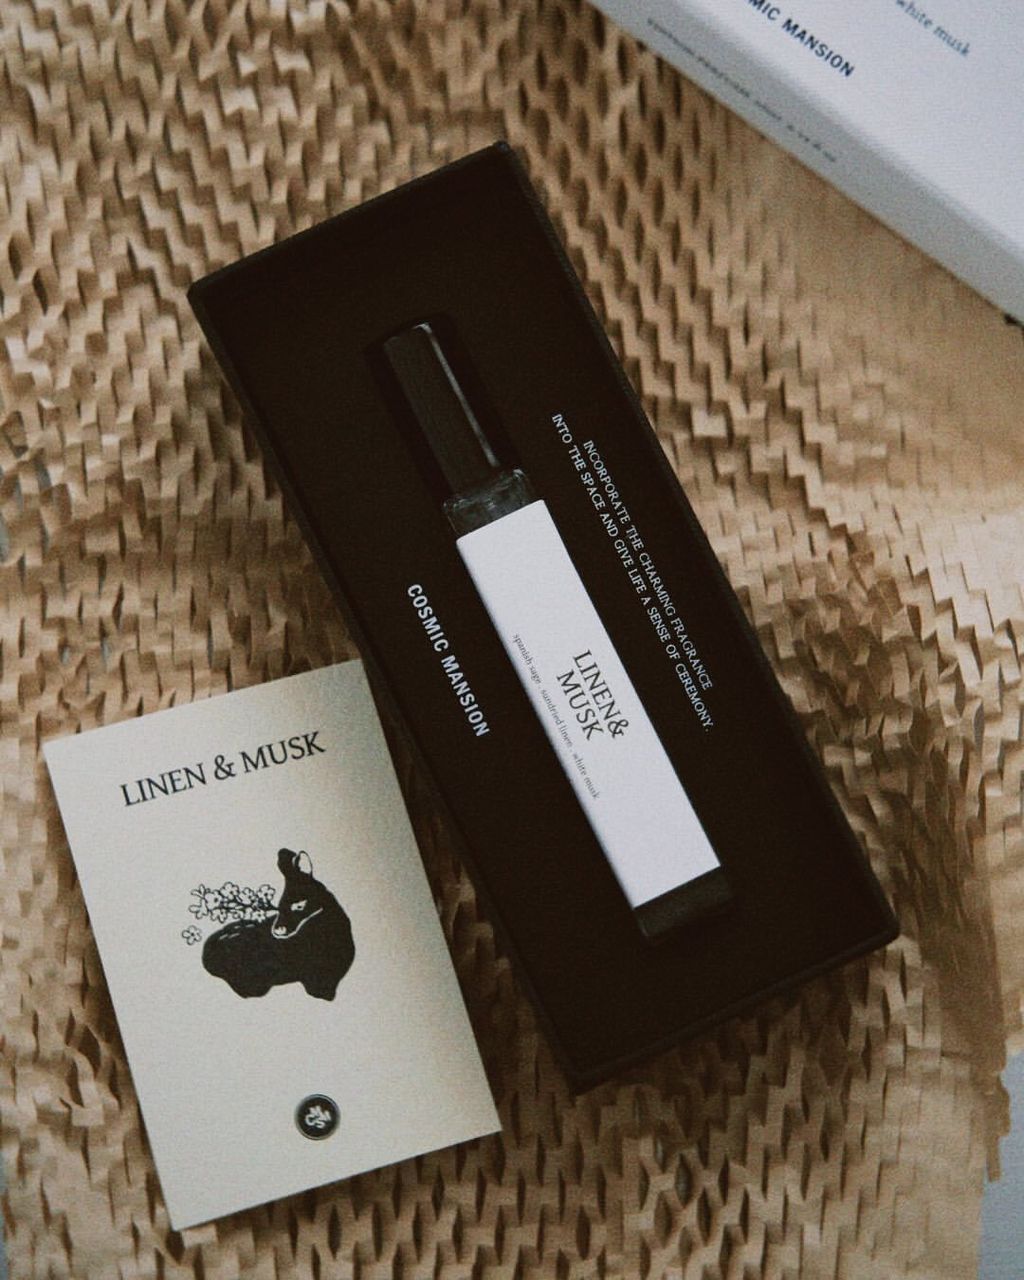 white musk
MIC MANSION
INCORPORATE THE CHARMING FRAGRANCE
INTO THE SPACE AND GIVE LIFE A SENSE OF CEREMONY.
COSMIC MANSION
LINEN&
MUSK
spanish sage . sundried linen . white musk
LINEN & MUSK